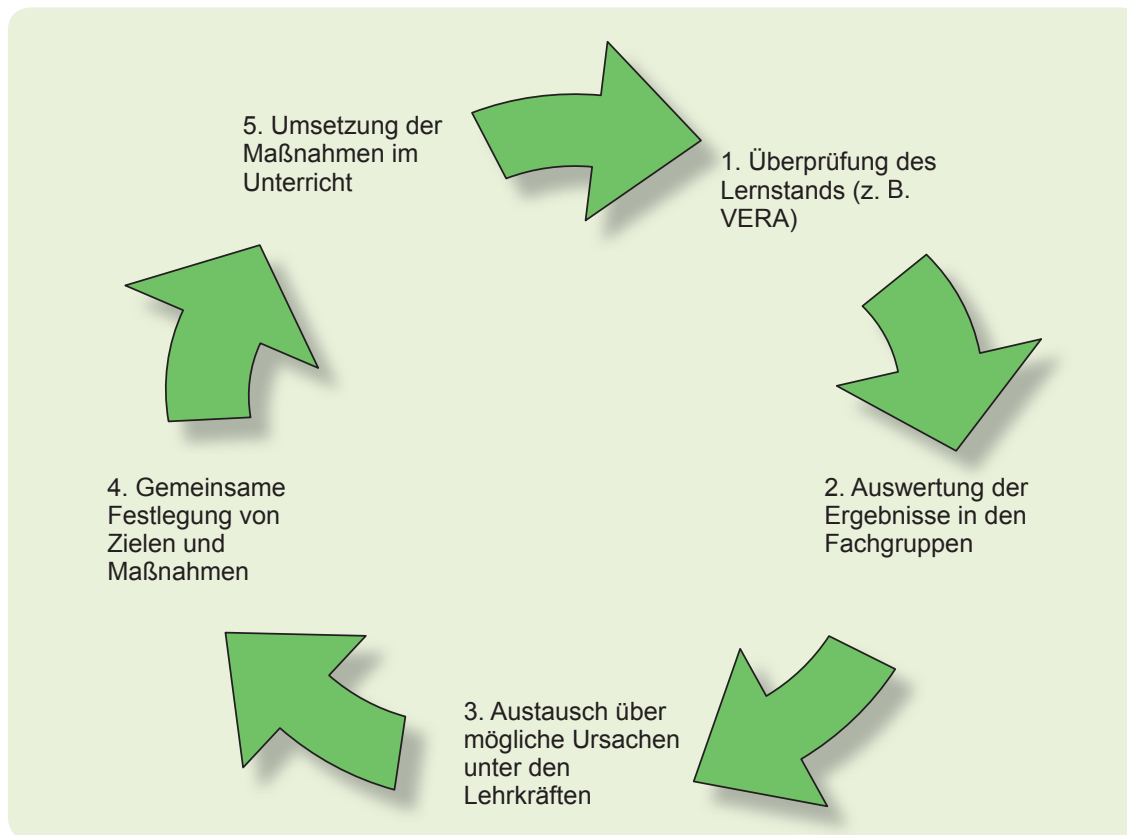 1. Überprüfung des
Lernstands (z. B.
VERA)
2. Auswertung der
Ergebnisse in den
Fachgruppen
3. Austausch über
mögliche Ursachen
unter den
Lehrkräften
4. Gemeinsame
Festlegung von
Zielen und
Maßnahmen
5. Umsetzung der
Maßnahmen im
Unterricht